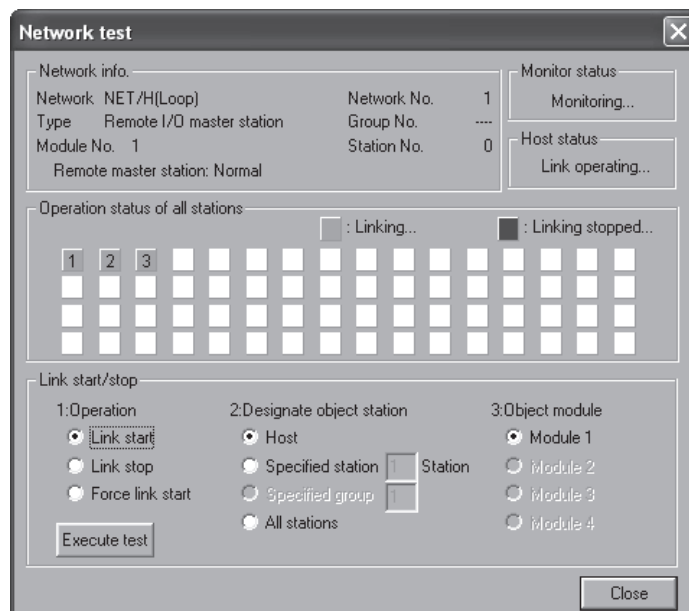 Network test
Network info.
Network NET/H(Loop) Network No. 1
Type Remote I/O master station Group No. ----
Module No. 1 Station No. 0
Remote master station: Normal
Monitor status
Monitoring...
Host status
Link operating...
Operation status of all stations
: Linking... : Linking stopped...
1 2 3
Link start/stop
1:Operation
Link start
Link stop
Force link start
Execute test
2:Designate object station
Host
Specified station 1 Station
Specified group 1
All stations
3:Object module
Module 1
Module 2
Module 3
Module 4
Close